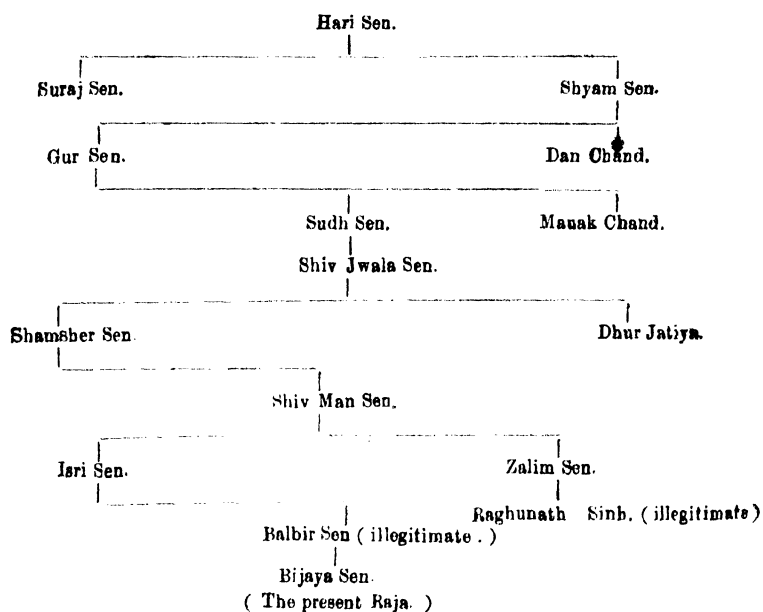 Hari Sen.
Suraj Sen. Shyam Sen.
Gur Sen. Dan Chand.
Sudh Sen. Manak Chand.
Shiv Jwala Sen.
Shamsher Sen. Dhur Jatiya.
Shiv Man Sen.
Isri Sen. Zalim Sen.
Raghunath Sinh. (illegitimate)
Balbir Sen (illegitimate.)
Bijaya Sen.
(The present Raja.)